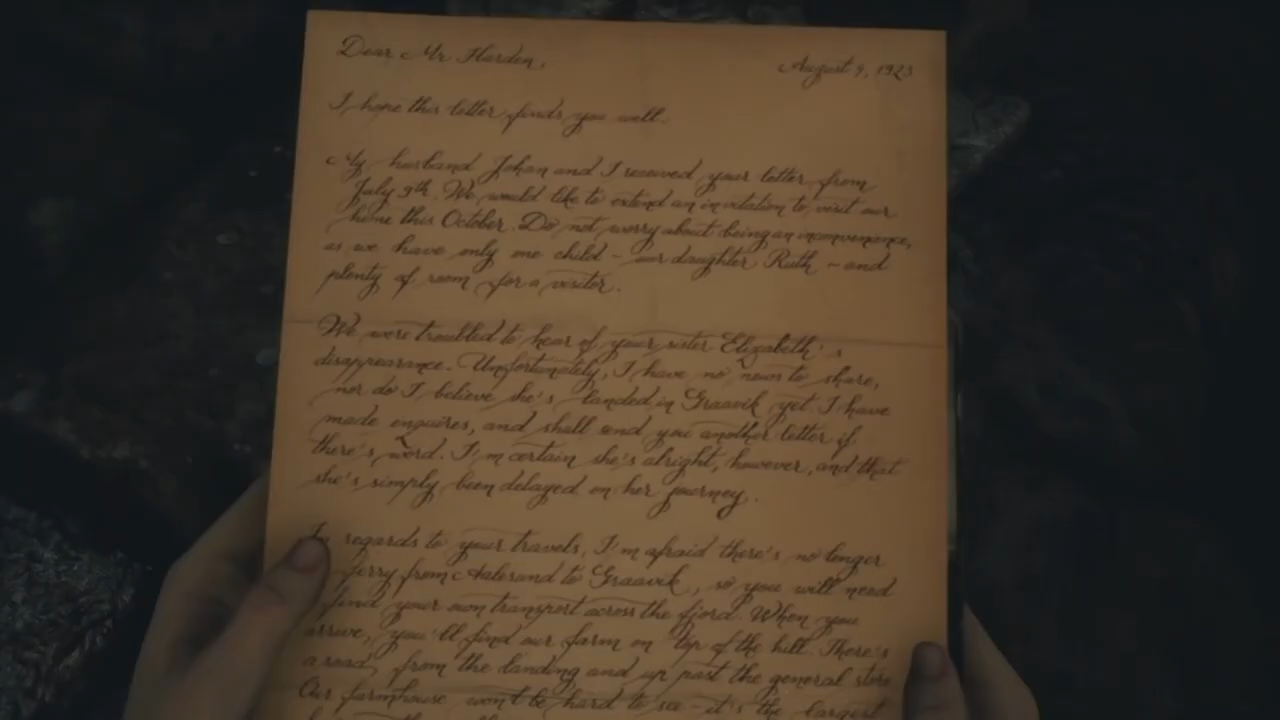 Dear Mr Harden,
August 9, 1923
I hope this letter finds you well.
My husband Johan and I received your letter from
July 9th. We would like to extend an invitation to visit our
home this October. Do not worry about being an inconvenience,
as we have only one child - our daughter Ruth - and
plenty of room for a visitor.
We were troubled to hear of your sister Elizabeth's
disappearance. Unfortunately, I have no news to share,
nor do I believe she's landed in Graavik yet. I have
made enquires, and shall send you another letter if
there's word. I'm certain she's alright, however, and that
she's simply been delayed on her journey.
In regards to your travels, I'm afraid there's no longer
ferry from Aalesund to Graavik, so you will need
find your own transport across the fjord. When you
arrive, you'll find our farm on top of the hill. There's
a road, from the landing and up past the general store
Our farmhouse won't be hard to see - it's the largest